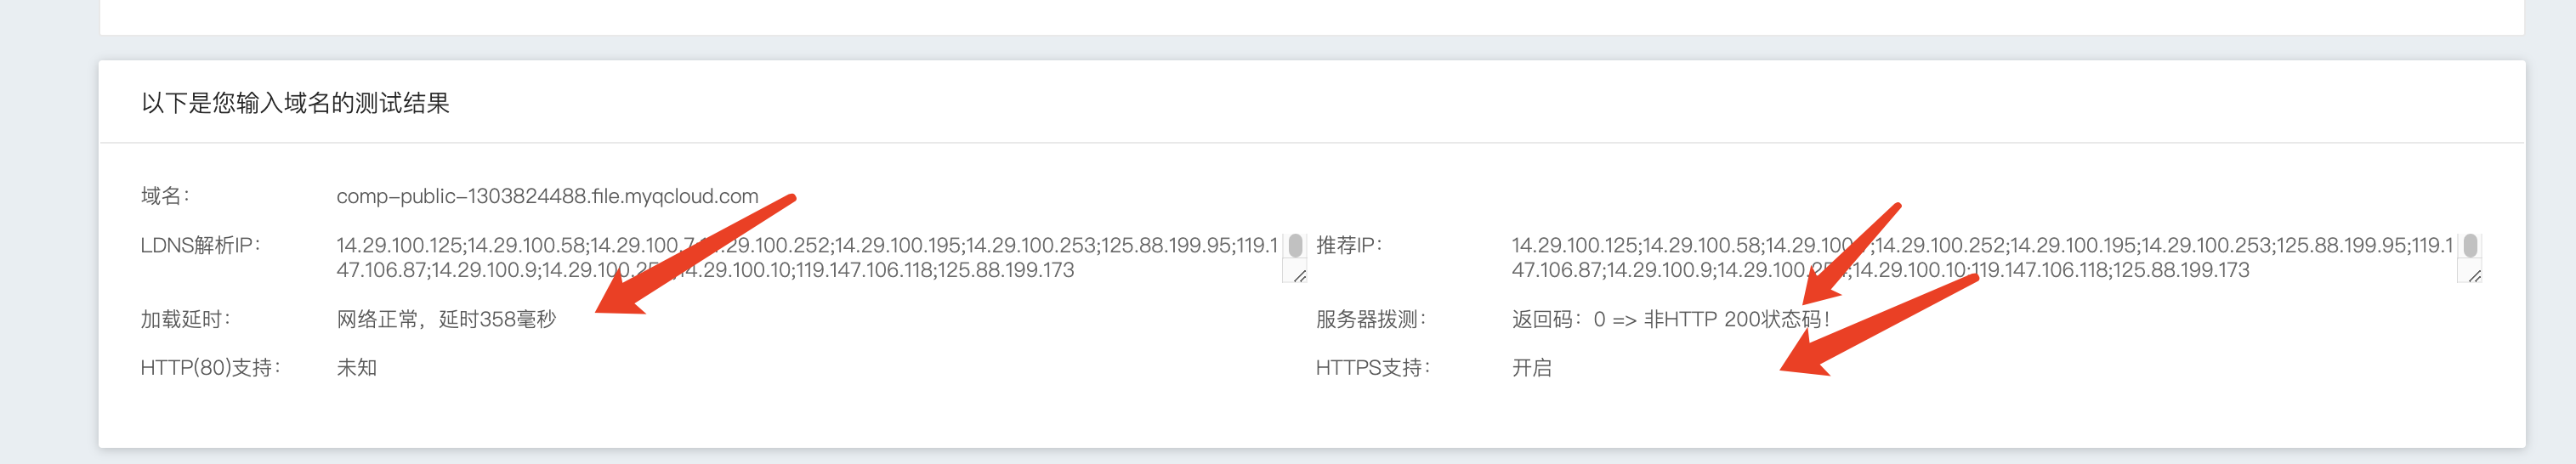 以下是您输入域名的测试结果
域名： comp-public-1303824488.file.myqcloud.com
LDNS解析IP： 14.29.100.125;14.29.100.58;14.29.100.7;14.29.100.252;14.29.100.195;14.29.100.253;125.88.199.95;119.1
47.106.87;14.29.100.9;14.29.100.25 14.29.100.10;119.147.106.118;125.88.199.173
推荐IP： 14.29.100.125;14.29.100.58;14.29.100.7;14.29.100.252;14.29.100.195;14.29.100.253;125.88.199.95;119.1
47.106.87;14.29.100.9;14.29.100.25 14.29.100.10;119.147.106.118;125.88.199.173
加载延时： 网络正常，延时358毫秒
服务器拨测： 返回码：0 => 非HTTP 200状态码！
HTTP(80)支持： 未知
HTTPS支持： 开启